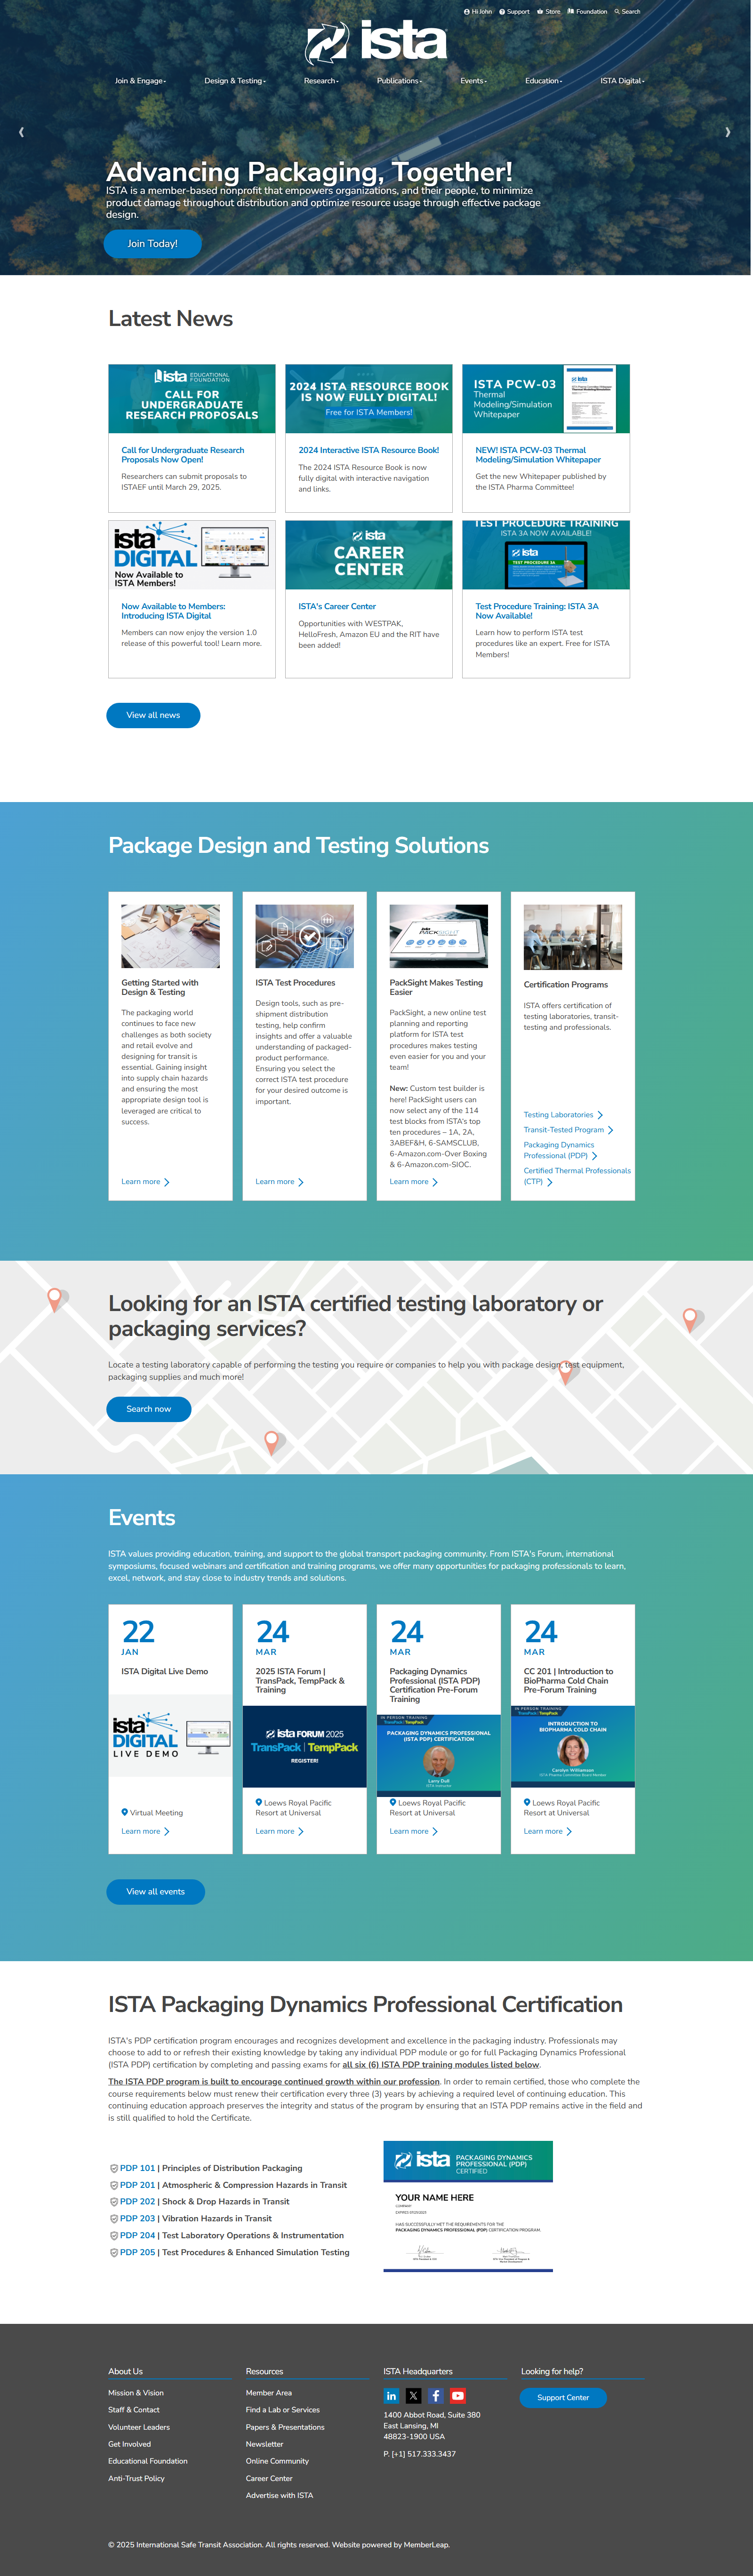 Hi John Support Store Foundation Search
ista
Join & Engage Design & Testing Research Publications Events Education ISTA Digital
Advancing Packaging, Together!
ISTA is a member-based nonprofit that empowers organizations, and their people, to minimize
product damage throughout distribution and optimize resource usage through effective package
design.
Join Today!
Latest News
ista EDUCATIONAL
FOUNDATION
CALL FOR
UNDERGRADUATE
RESEARCH PROPOSALS
Call for Undergraduate Research
Proposals Now Open!
Researchers can submit proposals to
ISTAEF until March 29, 2025.
2024 ISTA RESOURCE BOOK
IS NOW FULLY DIGITAL!
Free for ISTA Members!
2024 Interactive ISTA Resource Book!
The 2024 ISTA Resource Book is now
fully digital with interactive navigation
and links.
ISTA PCW-03
Thermal
Modeling/Simulation
Whitepaper
NEW! ISTA PCW-03 Thermal
Modeling/Simulation Whitepaper
Get the new Whitepaper published by
the ISTA Pharma Committee!
ista
DIGITAL
Now Available to
ISTA Members!
Now Available to Members:
Introducing ISTA Digital
Members can now enjoy the version 1.0
release of this powerful tool! Learn more.
ista
CAREER
CENTER
ISTA's Career Center
Opportunities with WESTPAK,
HelloFresh, Amazon EU and the RIT have
been added!
TEST PROCEDURE TRAINING
ISTA 3A NOW AVAILABLE!
ista
TEST PROCEDURE 3A
Test Procedure Training: ISTA 3A
Now Available!
Learn how to perform ISTA test
procedures like an expert. Free for ISTA
Members!
View all news
Package Design and Testing Solutions
Getting Started with
Design & Testing
The packaging world
continues to face new
challenges as both society
and retail evolve and
designing for transit is
essential. Gaining insight
into supply chain hazards
and ensuring the most
appropriate design tool is
leveraged are critical to
success.
Learn more
ISTA Test Procedures
Design tools, such as pre-
shipment distribution
testing, help confirm
insights and offer a valuable
understanding of packaged-
product performance.
Ensuring you select the
correct ISTA test procedure
for your desired outcome is
important.
Learn more
PACKSIGHT
PackSight Makes Testing
Easier
PackSight, a new online test
planning and reporting
platform for ISTA test
procedures makes testing
even easier for you and your
team!
New: Custom test builder is
here! PackSight users can
now select any of the 114
test blocks from ISTA's top
ten procedures – 1A, 2A,
3ABEF&H, 6-SAMSCLUB,
6-Amazon.com-Over Boxing
& 6-Amazon.com-SIOC.
Learn more
Certification Programs
ISTA offers certification of
testing laboratories, transit-
testing and professionals.
Testing Laboratories
Transit-Tested Program
Packaging Dynamics
Professional (PDP)
Certified Thermal Professionals
(CTP)
Looking for an ISTA certified testing laboratory or
packaging services?
Locate a testing laboratory capable of performing the testing you require or companies to help you with package design, test equipment,
packaging supplies and much more!
Search now
Events
ISTA values providing education, training, and support to the global transport packaging community. From ISTA's Forum, international
symposiums, focused webinars and certification and training programs, we offer many opportunities for packaging professionals to learn,
excel, network, and stay close to industry trends and solutions.
22
JAN
ISTA Digital Live Demo
ista
DIGITAL
LIVE DEMO
Virtual Meeting
Learn more
24
MAR
2025 ISTA Forum |
TransPack, TempPack &
Training
ista FORUM 2025
TransPack | TempPack
REGISTER!
Loews Royal Pacific
Resort at Universal
Learn more
24
MAR
Packaging Dynamics
Professional (ISTA PDP)
Certification Pre-Forum
Training
IN PERSON TRAINING
TransPack | TempPack
PACKAGING DYNAMICS PROFESSIONAL
(ISTA PDP) CERTIFICATION
Larry Dull
ISTA Instructor
Loews Royal Pacific
Resort at Universal
Learn more
24
MAR
CC 201 | Introduction to
BioPharma Cold Chain
Pre-Forum Training
IN PERSON TRAINING
TransPack | TempPack
INTRODUCTION TO
BIOPHARMA COLD CHAIN
Carolyn Williamson
ISTA Pharma Committee Board Member
Loews Royal Pacific
Resort at Universal
Learn more
View all events
ISTA Packaging Dynamics Professional Certification
ISTA's PDP certification program encourages and recognizes development and excellence in the packaging industry. Professionals may
choose to add to or refresh their existing knowledge by taking any individual PDP module or go for full Packaging Dynamics Professional
(ISTA PDP) certification by completing and passing exams for all six (6) ISTA PDP training modules listed below.
The ISTA PDP program is built to encourage continued growth within our profession. In order to remain certified, those who complete the
course requirements below must renew their certification every three (3) years by achieving a required level of continuing education. This
continuing education approach preserves the integrity and status of the program by ensuring that an ISTA PDP remains active in the field and
is still qualified to hold the Certificate.
PDP 101 | Principles of Distribution Packaging
PDP 201 | Atmospheric & Compression Hazards in Transit
PDP 202 | Shock & Drop Hazards in Transit
PDP 203 | Vibration Hazards in Transit
PDP 204 | Test Laboratory Operations & Instrumentation
PDP 205 | Test Procedures & Enhanced Simulation Testing
ista PACKAGING DYNAMICS
PROFESSIONAL (PDP)
CERTIFIED
YOUR NAME HERE
COMPANY
HAS SUCCESSFULLY MET THE REQUIREMENTS FOR THE
PACKAGING DYNAMICS PROFESSIONAL (PDP) CERTIFICATION PROGRAM.
About Us
Mission & Vision
Staff & Contact
Volunteer Leaders
Get Involved
Educational Foundation
Anti-Trust Policy
Resources
Member Area
Find a Lab or Services
Papers & Presentations
Newsletter
Online Community
Career Center
Advertise with ISTA
ISTA Headquarters
1400 Abbot Road, Suite 380
East Lansing, MI
48823-1900 USA
P. [+1] 517.333.3437
Looking for help?
Support Center
© 2025 International Safe Transit Association. All rights reserved. Website powered by MemberLeap.